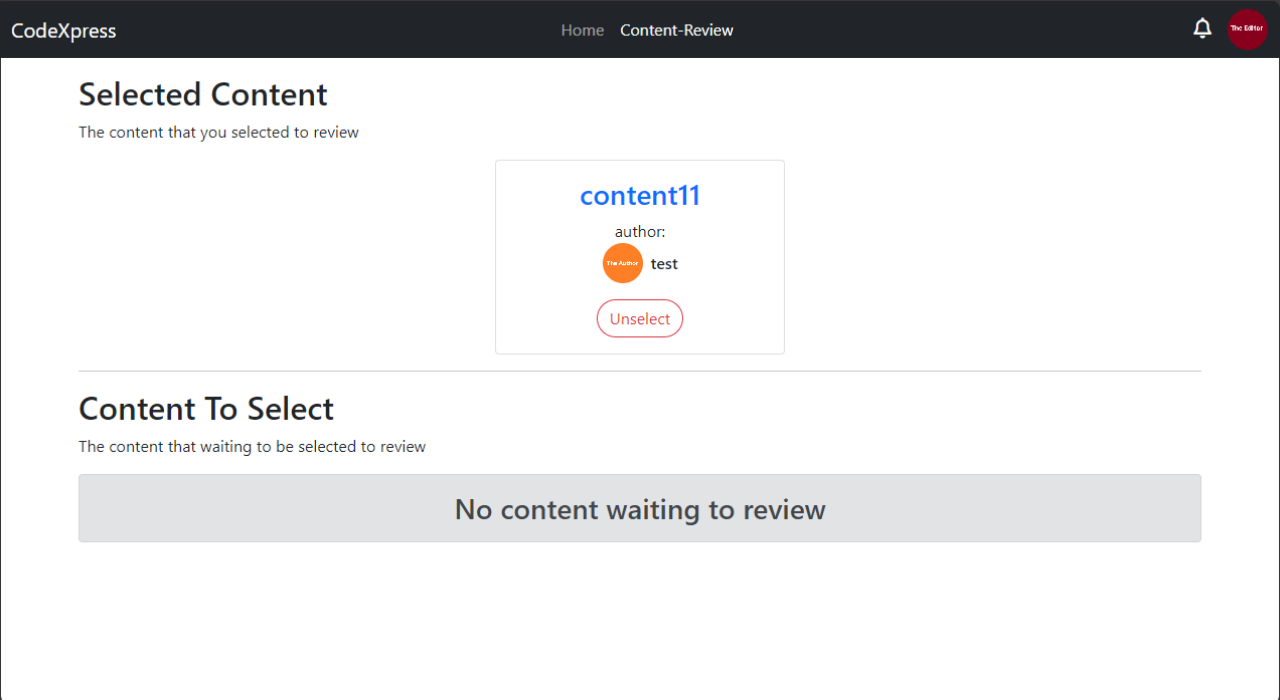 CodeXpress
Home
Content-Review
The Editor
Selected Content
The content that you selected to review
content11
author:
The Author
test
Unselect
Content To Select
The content that waiting to be selected to review
No content waiting to review